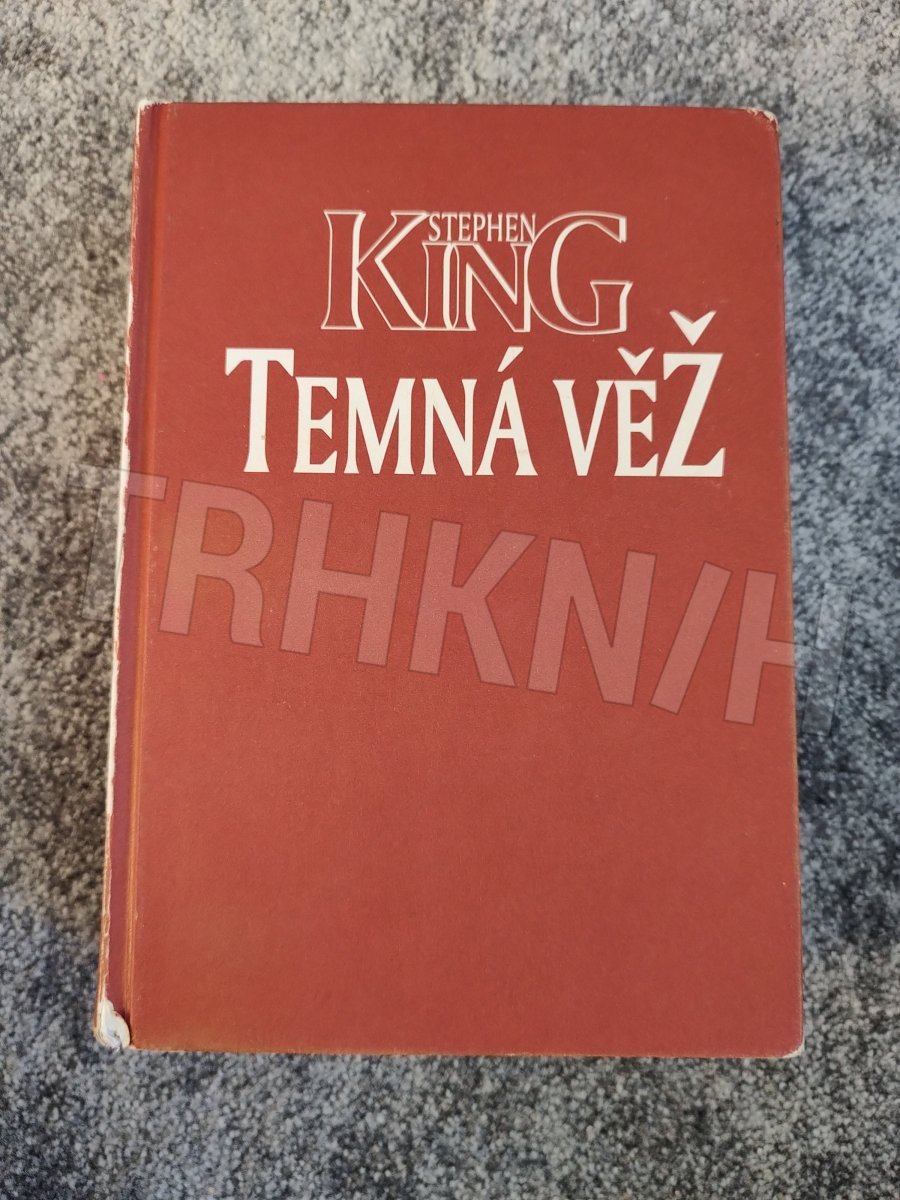 STEPHEN
KING
TEMNÁ VĚŽ
TRHKNIH